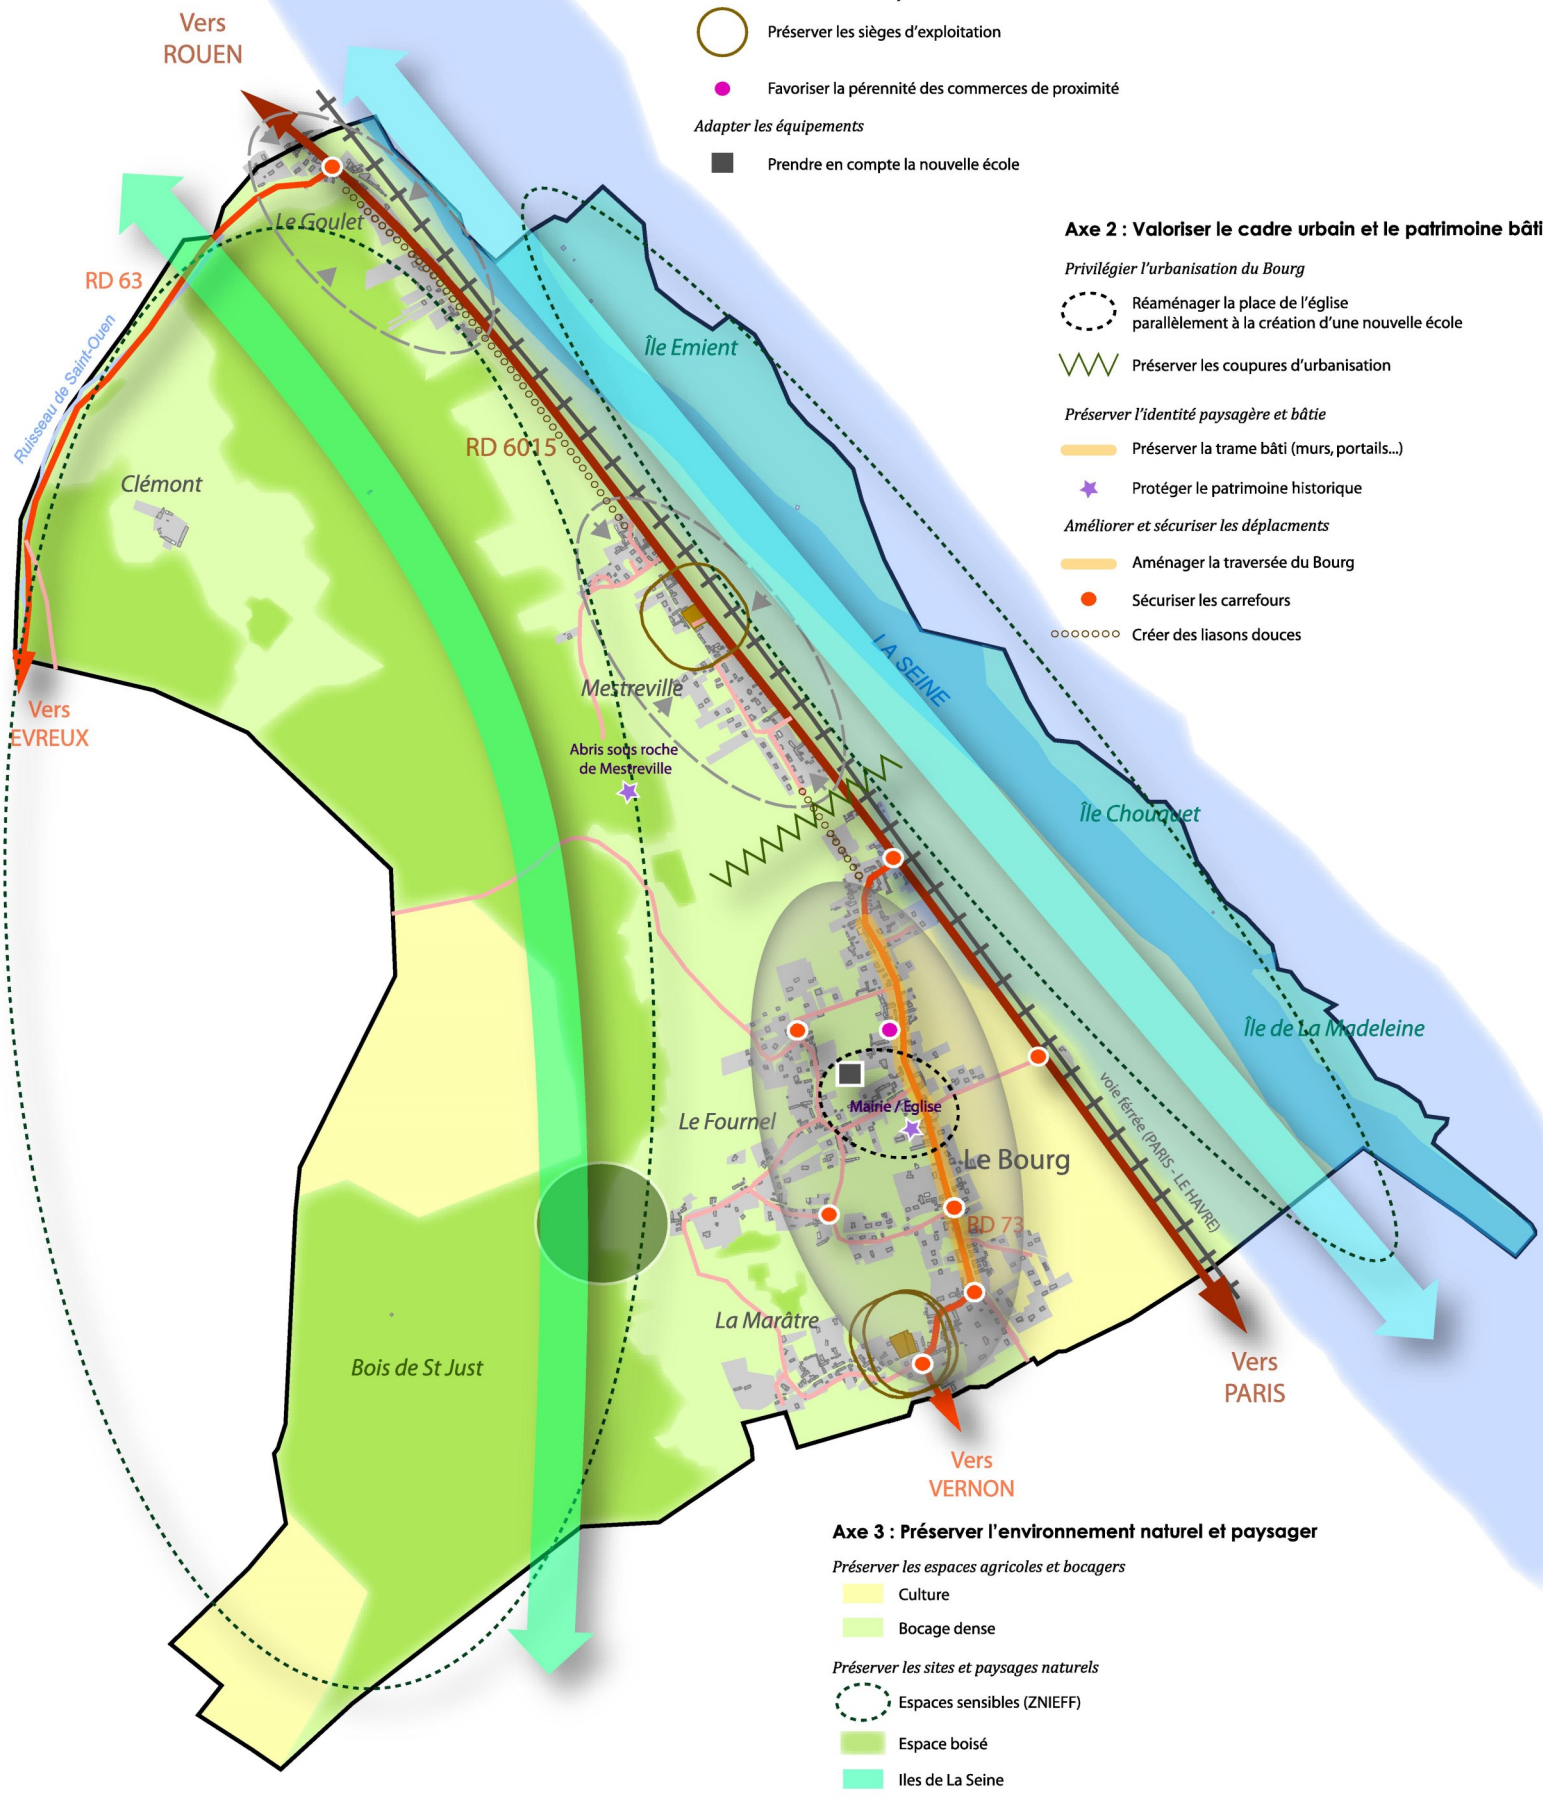 Vers
ROUEN
Préserver les sièges d'exploitation
Favoriser la pérennité des commerces de proximité
Adapter les équipements
Prendre en compte la nouvelle école
Axe 2 : Valoriser le cadre urbain et le patrimoine bâti
Privilégier l'urbanisation du Bourg
Réaménager la place de l'église
parallèlement à la création d'une nouvelle école
Préserver les coupures d'urbanisation
Préserver l'identité paysagère et bâtie
Préserver la trame bâti (murs, portails...)
Protéger le patrimoine historique
Améliorer et sécuriser les déplacments
Aménager la traversée du Bourg
Sécuriser les carrefours
Créer des liasons douces
Le Goulet
RD 63
Ruisseau de Saint-Ouen
Île Emient
RD 6015
Clémont
LA SEINE
Mestreville
Vers
EVREUX
Abris sous roche
de Mestreville
Île Chouquet
Île de La Madeleine
voie férrée (PARIS - LE HAVRE)
Mairie / Eglise
Le Fournel
Le Bourg
RD 73
La Marâtre
Bois de St Just
Vers
PARIS
Vers
VERNON
Axe 3 : Préserver l'environnement naturel et paysager
Préserver les espaces agricoles et bocagers
Culture
Bocage dense
Préserver les sites et paysages naturels
Espaces sensibles (ZNIEFF)
Espace boisé
Iles de La Seine